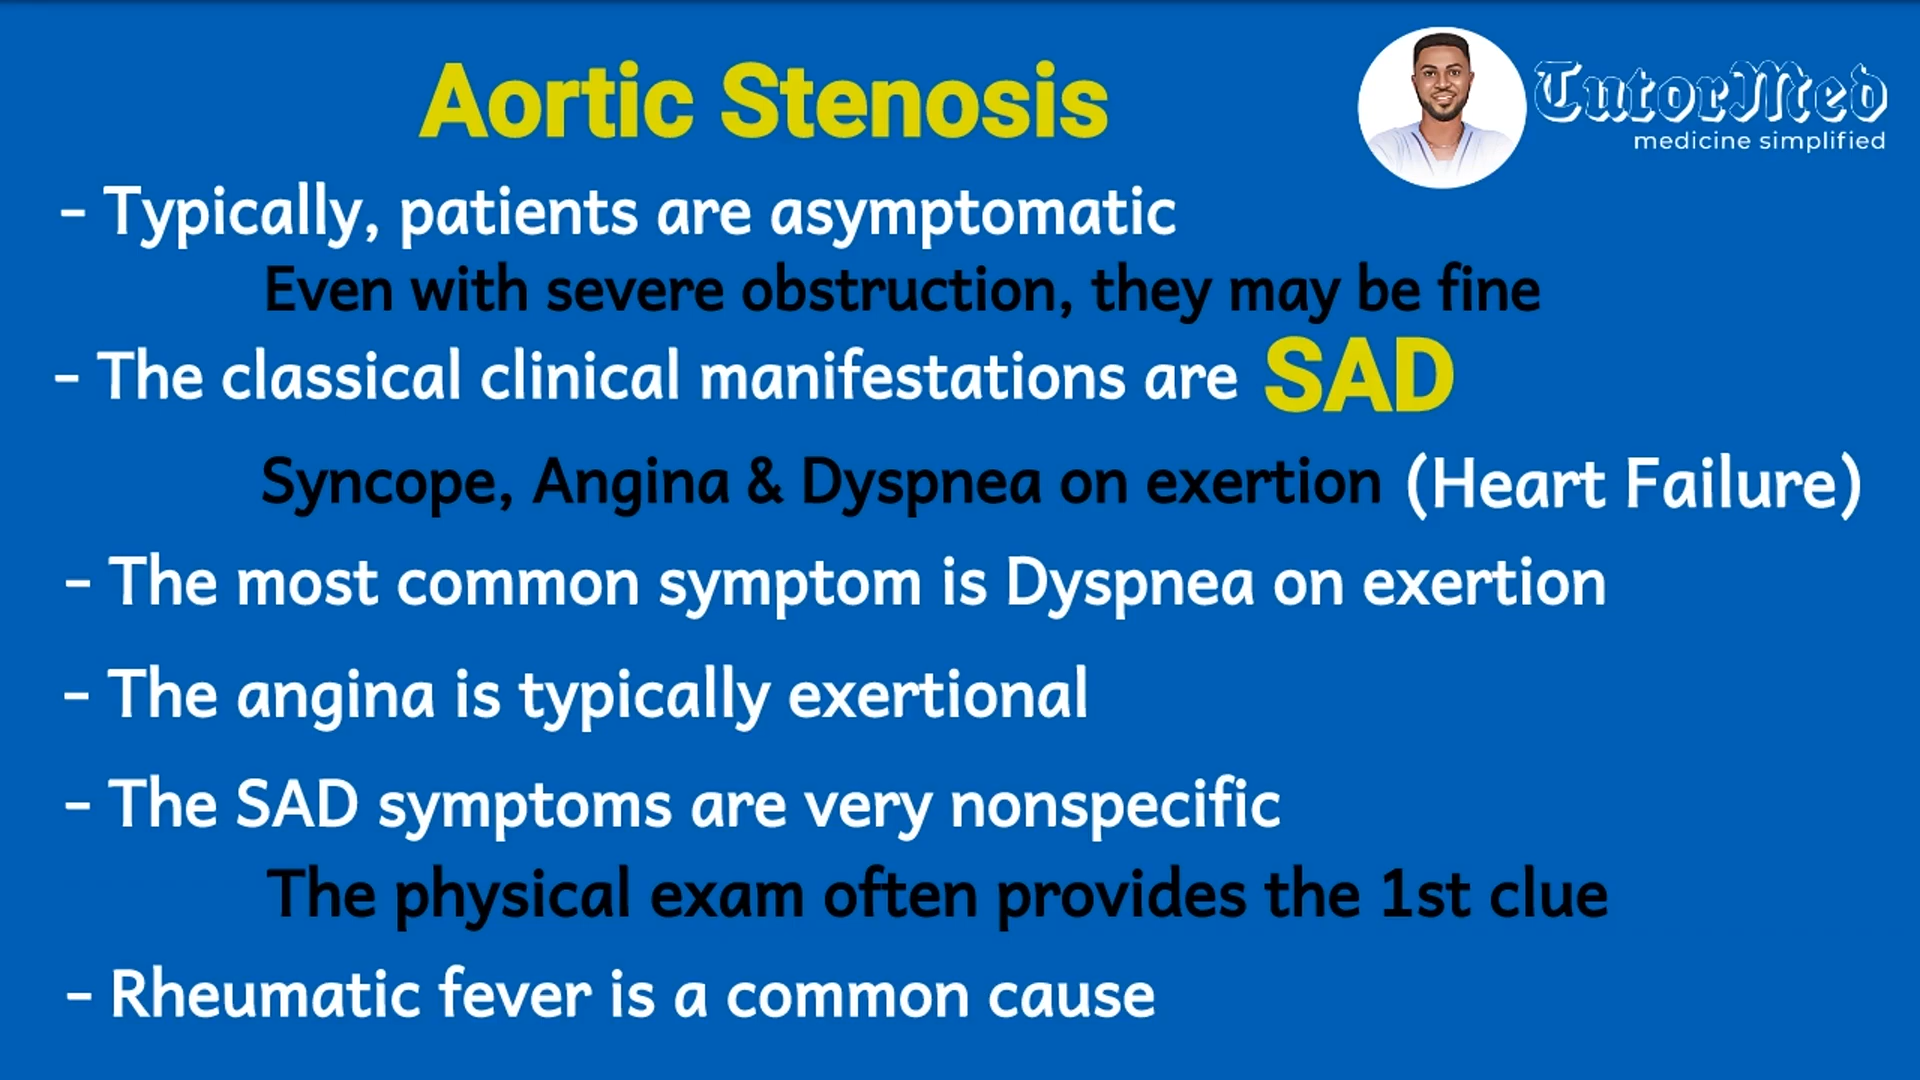 Aortic Stenosis
TutorMed
medicine simplified
- Typically, patients are asymptomatic
Even with severe obstruction, they may be fine
- The classical clinical manifestations are SAD
Syncope, Angina & Dyspnea on exertion (Heart Failure)
- The most common symptom is Dyspnea on exertion
- The angina is typically exertional
- The SAD symptoms are very nonspecific
The physical exam often provides the 1st clue
- Rheumatic fever is a common cause